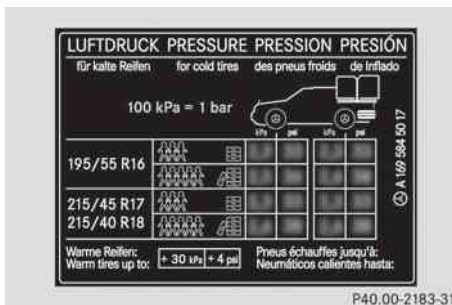 LUFTDRUCK PRESSURE PRESSION PRESIÓN
für kalte Reifen for cold tires des pneus froids de Inflado
100 kPa = 1 bar
kPa psi kPa psi
195/55 R16
215/45 R17
215/40 R18
A 169 584 50 17
Warme Reifen: Pneus échauffes jusqu'à:
Warm tires up to: + 30 kPa + 4 psi Neumáticos calientes hasta:
P40.00-2183-31